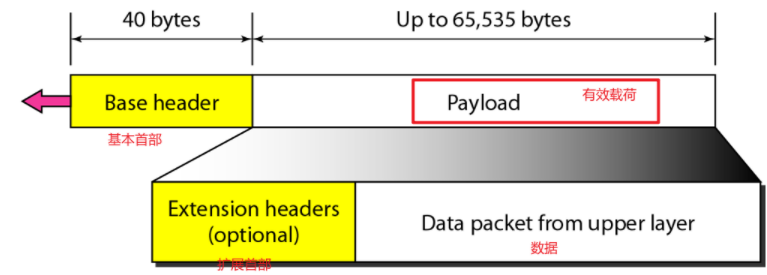 40 bytes
Up to 65,535 bytes
Base header
Payload
有效载荷
基本首部
Extension headers
(optional)
扩展首部
Data packet from upper layer
数据